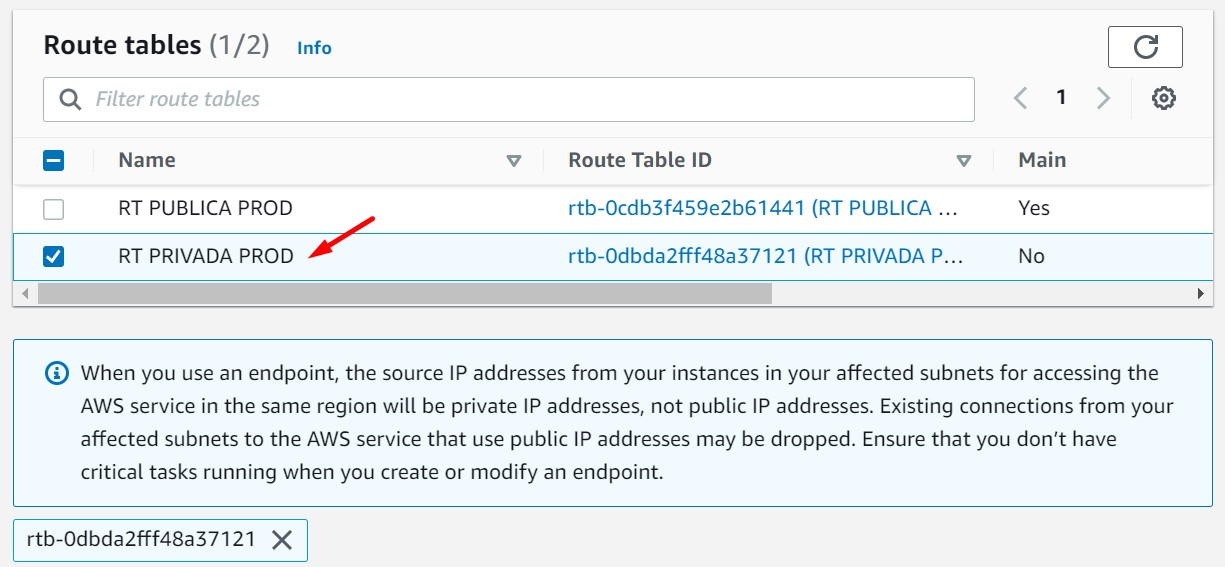 Route tables (1/2) Info
Filter route tables
1
Name Route Table ID Main
RT PUBLICA PROD rtb-0cdb3f459e2b61441 (RT PUBLICA ... Yes
RT PRIVADA PROD rtb-0dbda2fff48a37121 (RT PRIVADA P... No
When you use an endpoint, the source IP addresses from your instances in your affected subnets for accessing the
AWS service in the same region will be private IP addresses, not public IP addresses. Existing connections from your
affected subnets to the AWS service that use public IP addresses may be dropped. Ensure that you don’t have
critical tasks running when you create or modify an endpoint.
rtb-0dbda2fff48a37121